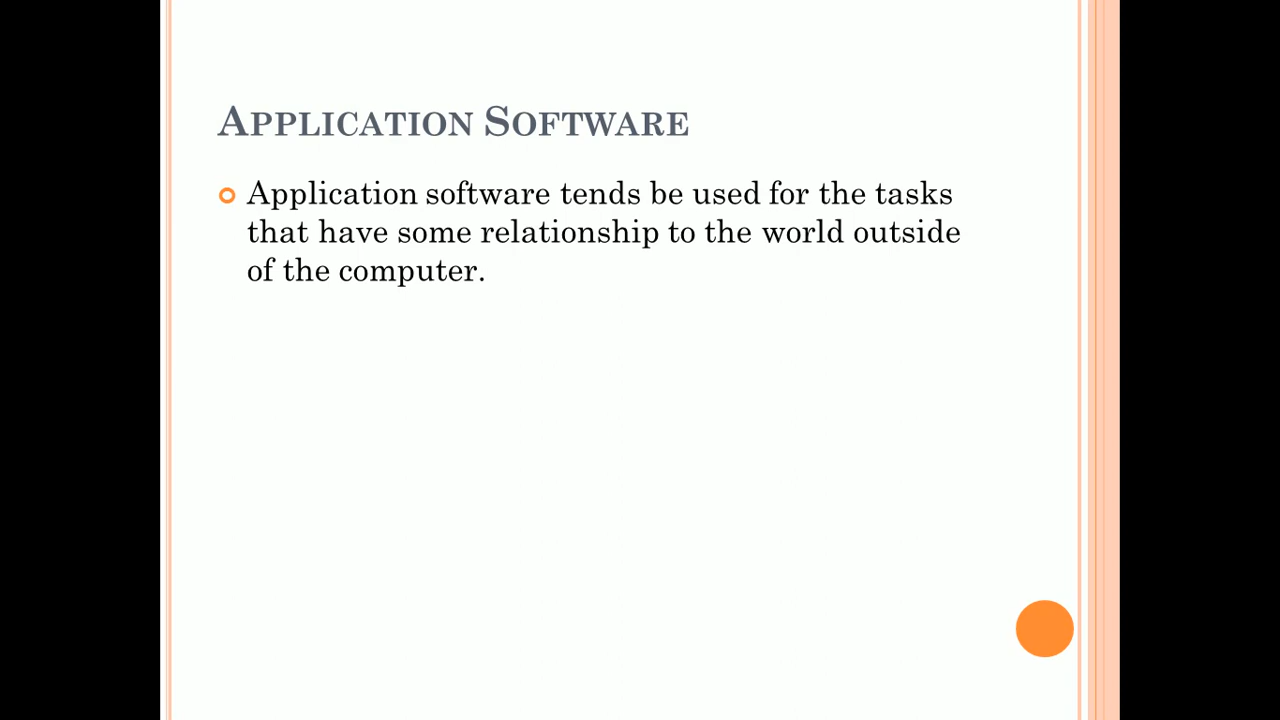 Application Software
Application software tends be used for the tasks
that have some relationship to the world outside
of the computer.